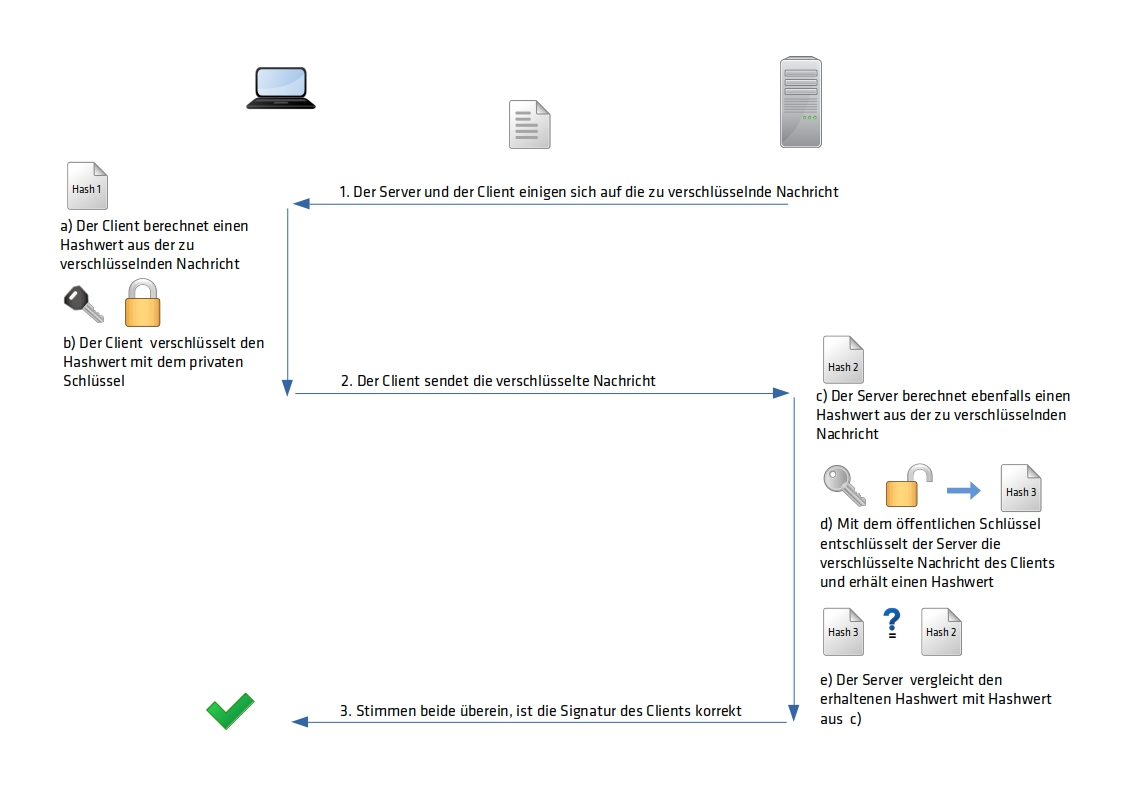 Hash 1
1. Der Server und der Client einigen sich auf die zu verschlüsselnde Nachricht
a) Der Client berechnet einen
Hashwert aus der zu
verschlüsselnden Nachricht
b) Der Client verschlüsselt den
Hashwert mit dem privaten
Schlüssel
2. Der Client sendet die verschlüsselte Nachricht
Hash 2
c) Der Server berechnet ebenfalls einen
Hashwert aus der zu verschlüsselnden
Nachricht
Hash 3
d) Mit dem öffentlichen Schlüssel
entschlüsselt der Server die
verschlüsselte Nachricht des Clients
und erhält einen Hashwert
Hash 3 ? = Hash 2
e) Der Server vergleicht den
erhaltenen Hashwert mit Hashwert
aus c)
3. Stimmen beide überein, ist die Signatur des Clients korrekt